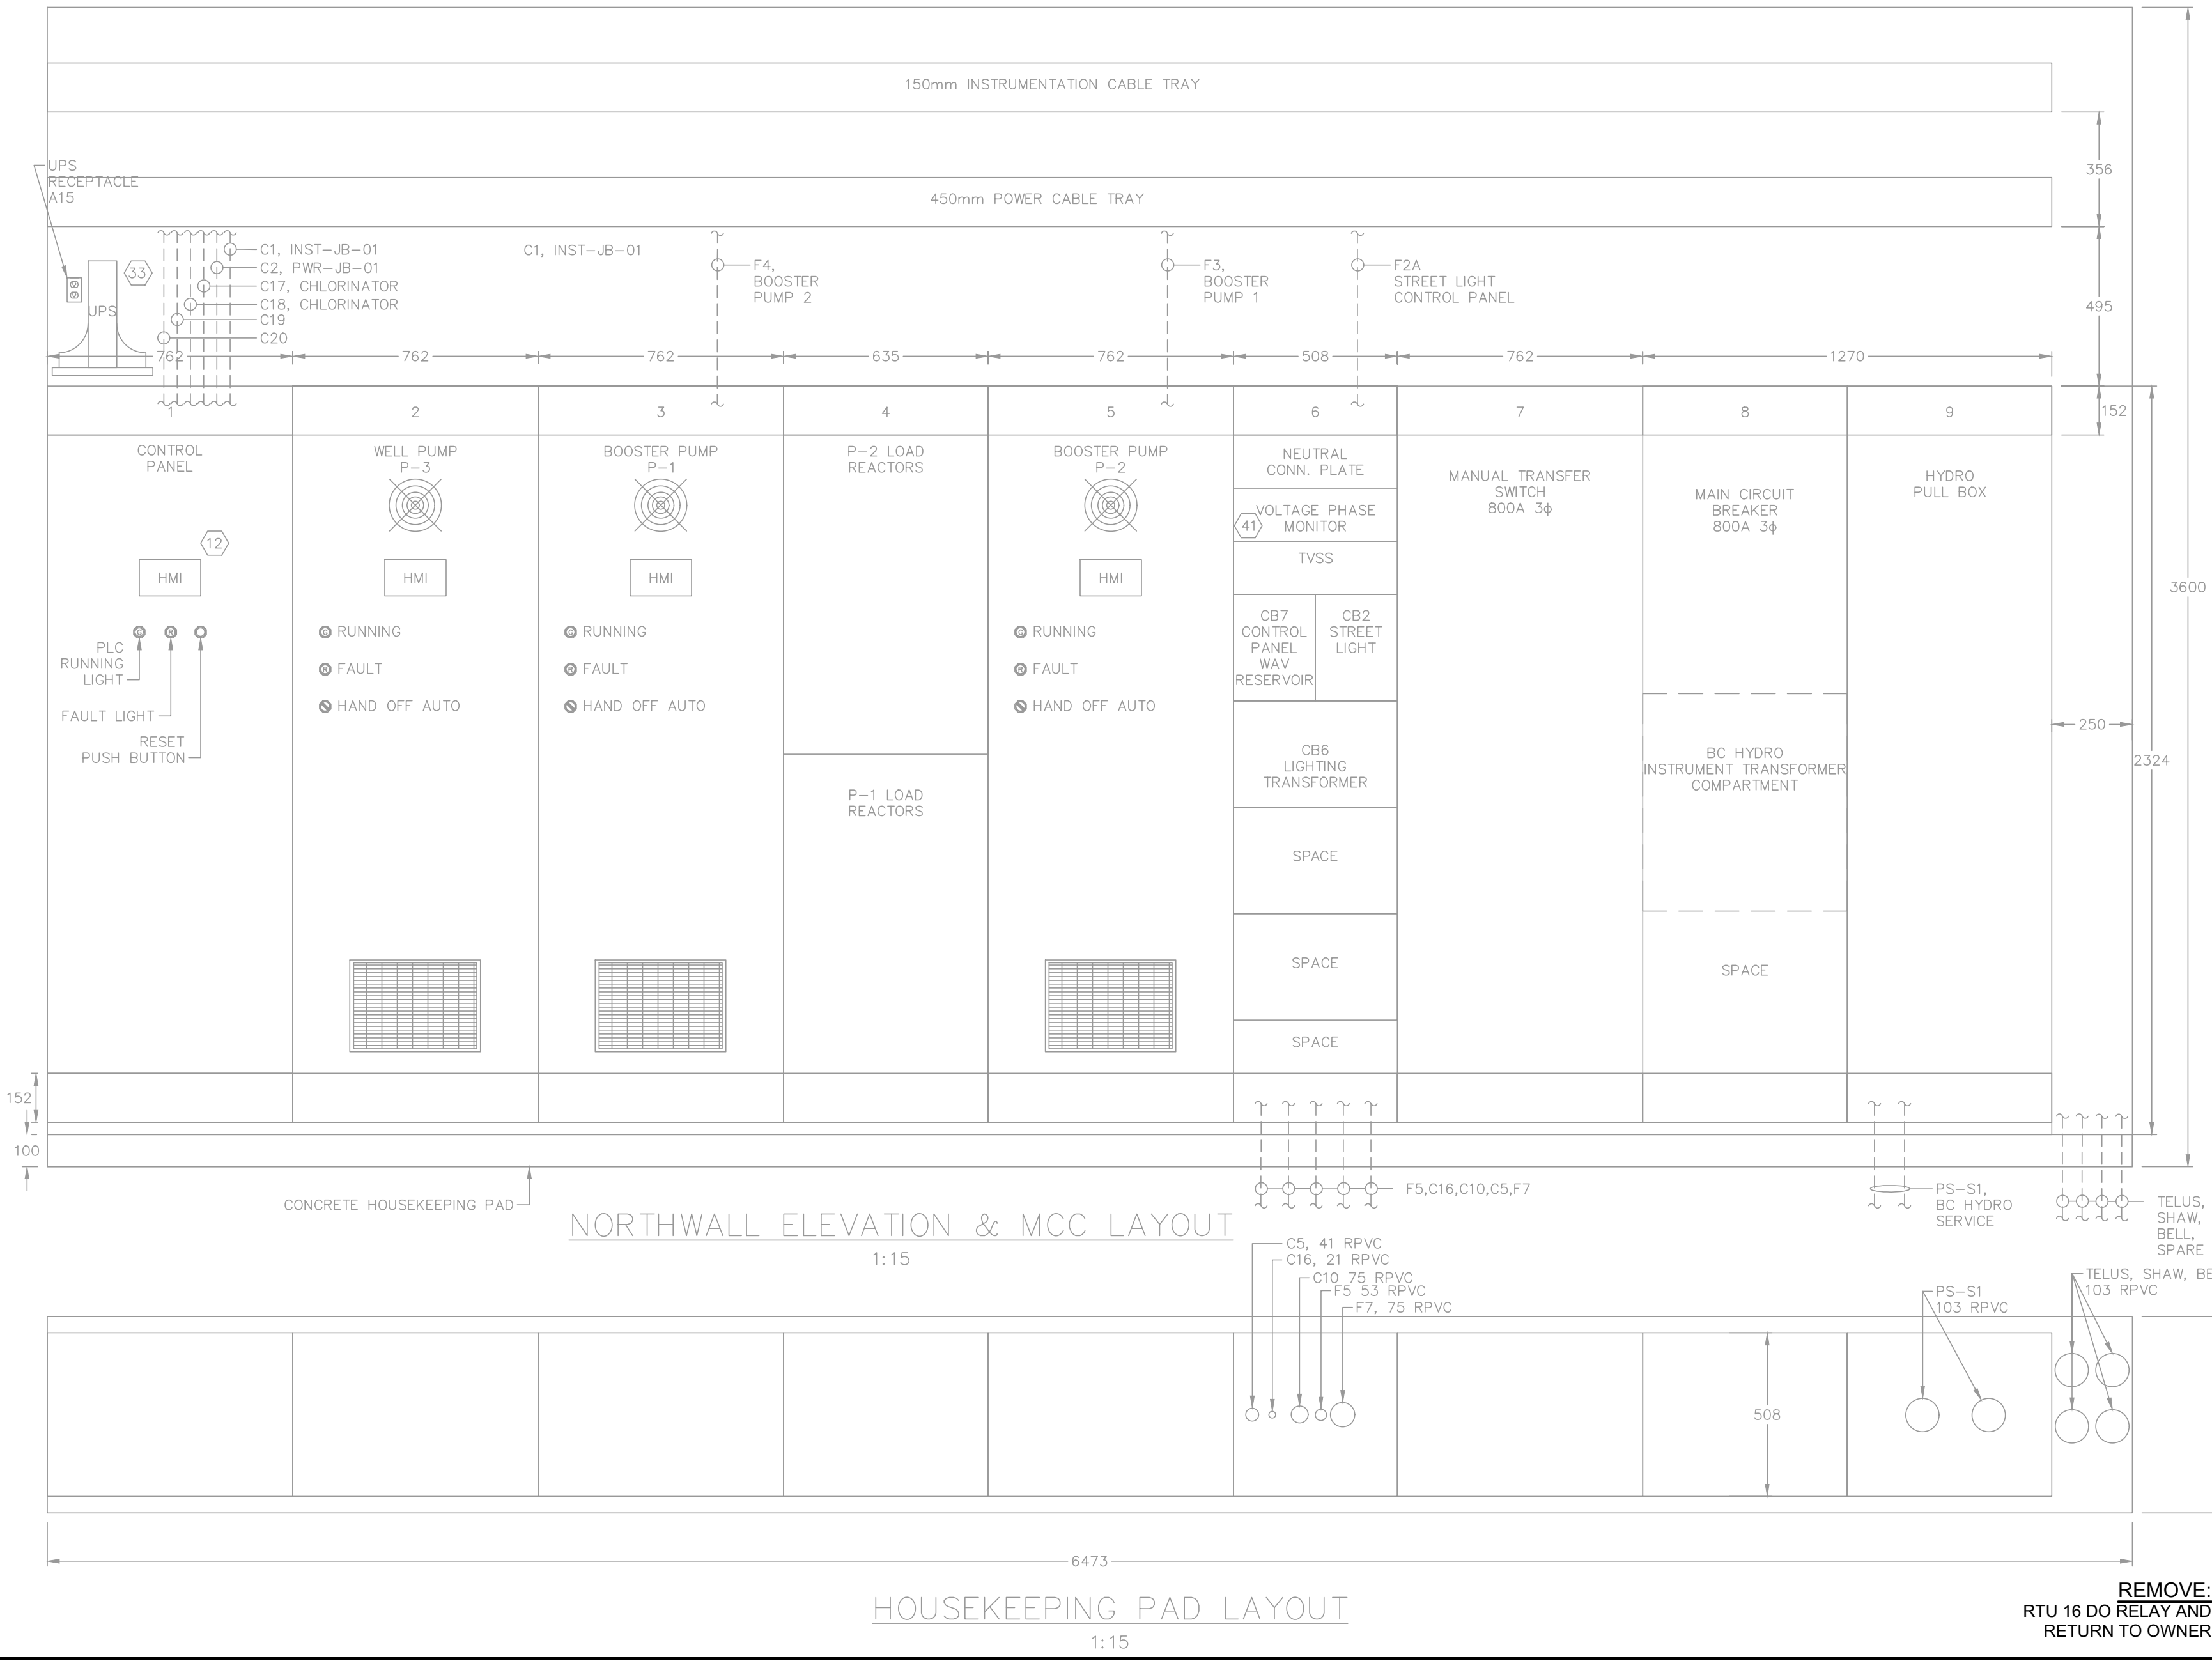 150mm INSTRUMENTATION CABLE TRAY
356
UPS
RECEPTACLE
A15
450mm POWER CABLE TRAY
33
UPS
C1, INST-JB-01
C2, PWR-JB-01
C17, CHLORINATOR
C18, CHLORINATOR
C19
C20
C1, INST-JB-01
F4,
BOOSTER
PUMP 2
F3,
BOOSTER
PUMP 1
F2A
STREET LIGHT
CONTROL PANEL
495
762
762
762
635
762
508
762
1270
1
2
3
4
5
6
7
8
9
152
CONTROL
PANEL
12
HMI
G
R
PLC
RUNNING
LIGHT
FAULT LIGHT
RESET
PUSH BUTTON
WELL PUMP
P-3
HMI
G RUNNING
R FAULT
HAND OFF AUTO
BOOSTER PUMP
P-1
HMI
G RUNNING
R FAULT
HAND OFF AUTO
P-2 LOAD
REACTORS
P-1 LOAD
REACTORS
BOOSTER PUMP
P-2
HMI
G RUNNING
R FAULT
HAND OFF AUTO
NEUTRAL
CONN. PLATE
41
VOLTAGE PHASE
MONITOR
TVSS
CB7
CONTROL
PANEL
WAV
RESERVOIR
CB2
STREET
LIGHT
CB6
LIGHTING
TRANSFORMER
SPACE
SPACE
SPACE
MANUAL TRANSFER
SWITCH
800A 3ϕ
MAIN CIRCUIT
BREAKER
800A 3ϕ
BC HYDRO
INSTRUMENT TRANSFORMER
COMPARTMENT
SPACE
HYDRO
PULL BOX
250
2324
3600
152
100
CONCRETE HOUSEKEEPING PAD
F5,C16,C10,C5,F7
PS-S1,
BC HYDRO
SERVICE
TELUS,
SHAW,
BELL,
SPARE
NORTHWALL ELEVATION & MCC LAYOUT
1:15
C5, 41 RPVC
C16, 21 RPVC
C10 75 RPVC
F5 53 RPVC
F7, 75 RPVC
PS-S1
103 RPVC
TELUS, SHAW, BE
103 RPVC
508
6473
HOUSEKEEPING PAD LAYOUT
1:15
REMOVE:
RTU 16 DO RELAY AND
RETURN TO OWNER